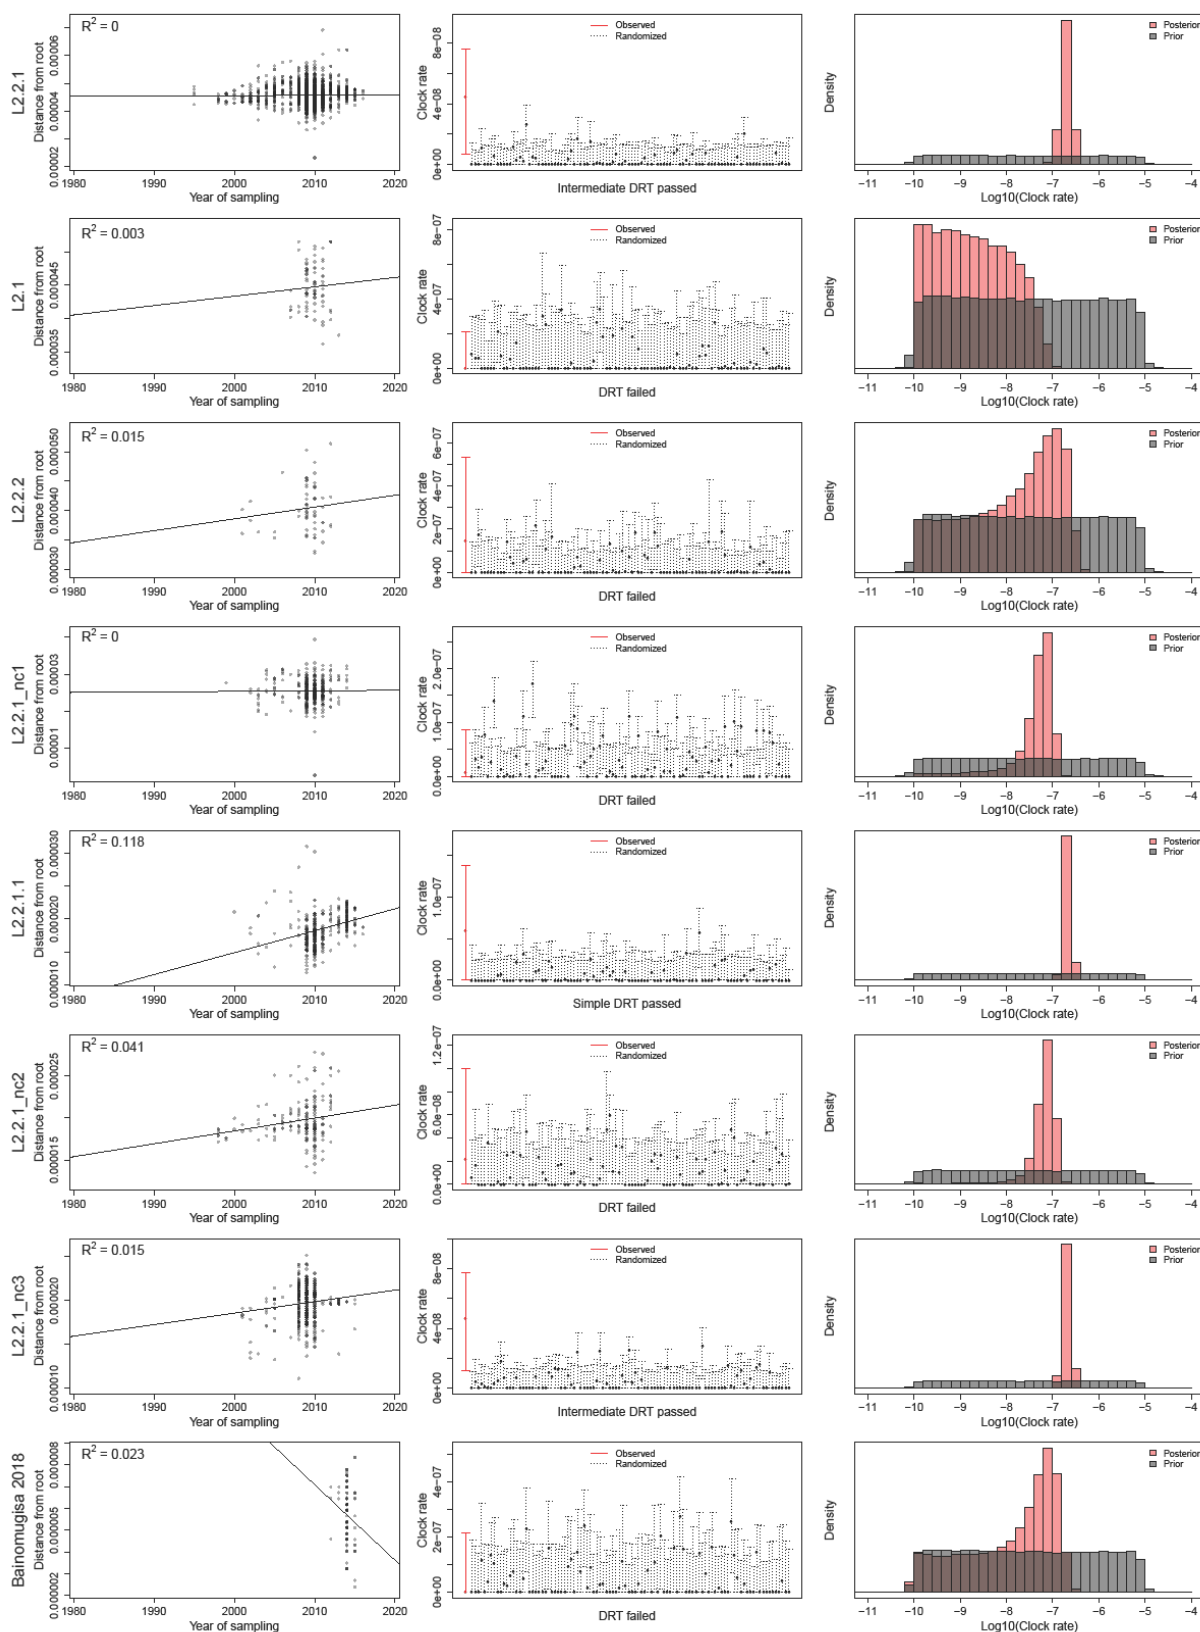 L2.2.1
Distance from root
0.00002 0.00004 0.00006
R² = 0
1980 1990 2000 2010 2020
Year of sampling
Clock rate
0e+00 4e−08 8e−08
Observed
Randomized
Intermediate DRT passed
Density
Posterior
Prior
−11 −10 −9 −8 −7 −6 −5 −4
Log10(Clock rate)
L2.1
Distance from root
0.000035 0.000045
R² = 0.003
1980 1990 2000 2010 2020
Year of sampling
Clock rate
0e+00 4e−07 8e−07
Observed
Randomized
DRT failed
Density
Posterior
Prior
−11 −10 −9 −8 −7 −6 −5 −4
Log10(Clock rate)
L2.2.2
Distance from root
0.000030 0.000040 0.000050
R² = 0.015
1980 1990 2000 2010 2020
Year of sampling
Clock rate
0e+00 2e−07 4e−07 6e−07
Observed
Randomized
DRT failed
Density
Posterior
Prior
−11 −10 −9 −8 −7 −6 −5 −4
Log10(Clock rate)
L2.2.1_nc1
Distance from root
0.00001 0.00003
R² = 0
1980 1990 2000 2010 2020
Year of sampling
Clock rate
0.0e+00 1.0e−07 2.0e−07
Observed
Randomized
DRT failed
Density
Posterior
Prior
−11 −10 −9 −8 −7 −6 −5 −4
Log10(Clock rate)
L2.2.1.1
Distance from root
0.000010 0.000020 0.000030
R² = 0.118
1980 1990 2000 2010 2020
Year of sampling
Clock rate
0.0e+00 1.0e−07
Observed
Randomized
Simple DRT passed
Density
Posterior
Prior
−11 −10 −9 −8 −7 −6 −5 −4
Log10(Clock rate)
L2.2.1_nc2
Distance from root
0.000015 0.000025
R² = 0.041
1980 1990 2000 2010 2020
Year of sampling
Clock rate
0.0e+00 6.0e−08 1.2e−07
Observed
Randomized
DRT failed
Density
Posterior
Prior
−11 −10 −9 −8 −7 −6 −5 −4
Log10(Clock rate)
L2.2.1_nc3
Distance from root
0.000010 0.000020
R² = 0.015
1980 1990 2000 2010 2020
Year of sampling
Clock rate
0e+00 4e−08 8e−08
Observed
Randomized
Intermediate DRT passed
Density
Posterior
Prior
−11 −10 −9 −8 −7 −6 −5 −4
Log10(Clock rate)
Bainomugisa 2018
Distance from root
0.000002 0.000005 0.000008
R² = 0.023
1980 1990 2000 2010 2020
Year of sampling
Clock rate
0e+00 2e−07 4e−07
Observed
Randomized
DRT failed
Density
Posterior
Prior
−11 −10 −9 −8 −7 −6 −5 −4
Log10(Clock rate)